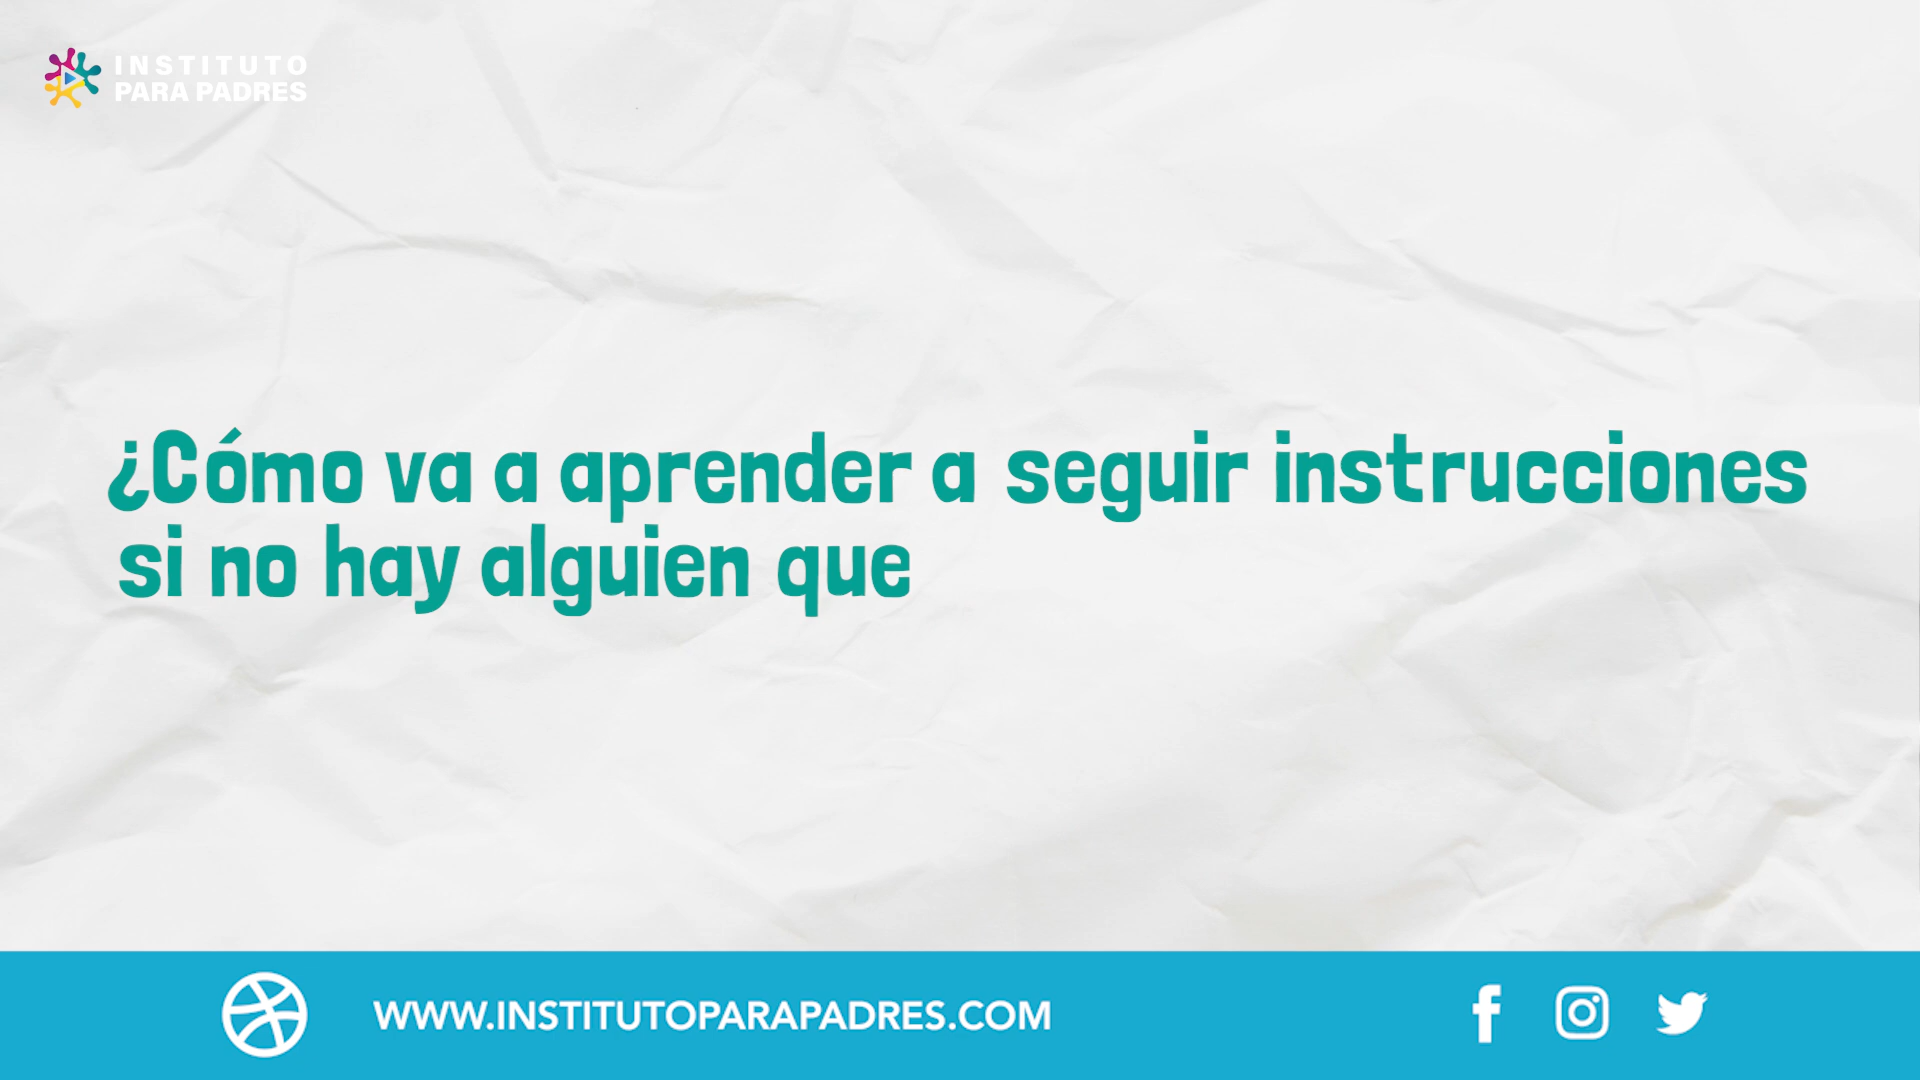 INSTITUTO
PARA PADRES
¿Cómo va a aprender a seguir instrucciones
si no hay alguien que
WWW.INSTITUTOPARAPADRES.COM